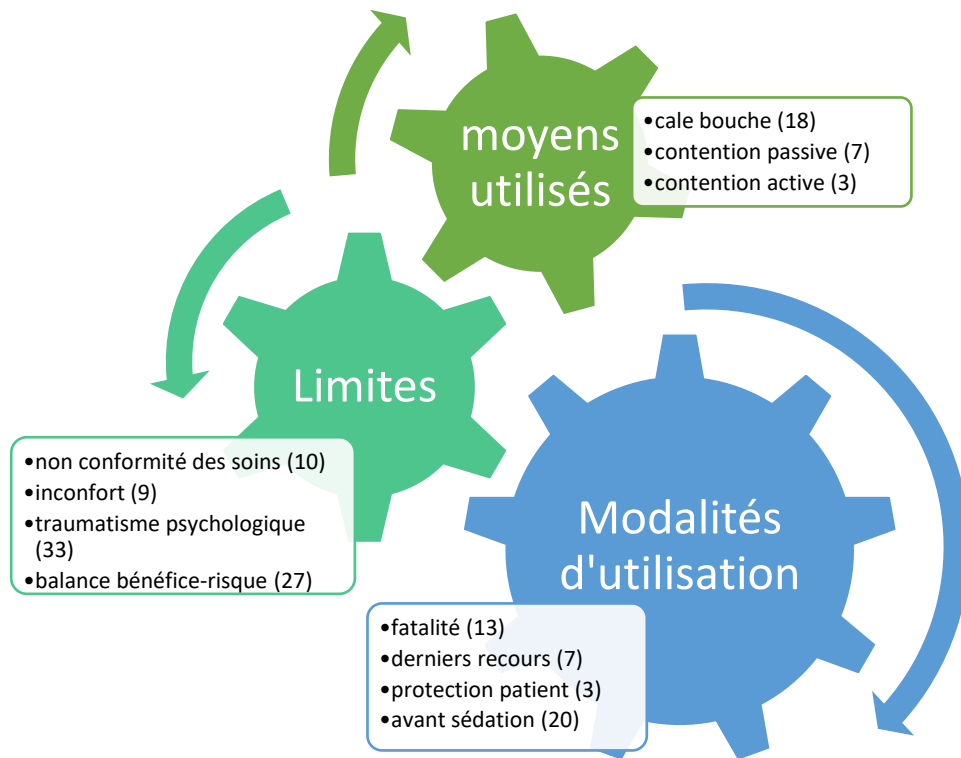 moyens
utilisés
•cale bouche (18)
•contention passive (7)
•contention active (3)
Limites
•non conformité des soins (10)
•inconfort (9)
•traumatisme psychologique
(33)
•balance bénéfice-risque (27)
Modalités
d'utilisation
•fatalité (13)
•derniers recours (7)
•protection patient (3)
•avant sédation (20)